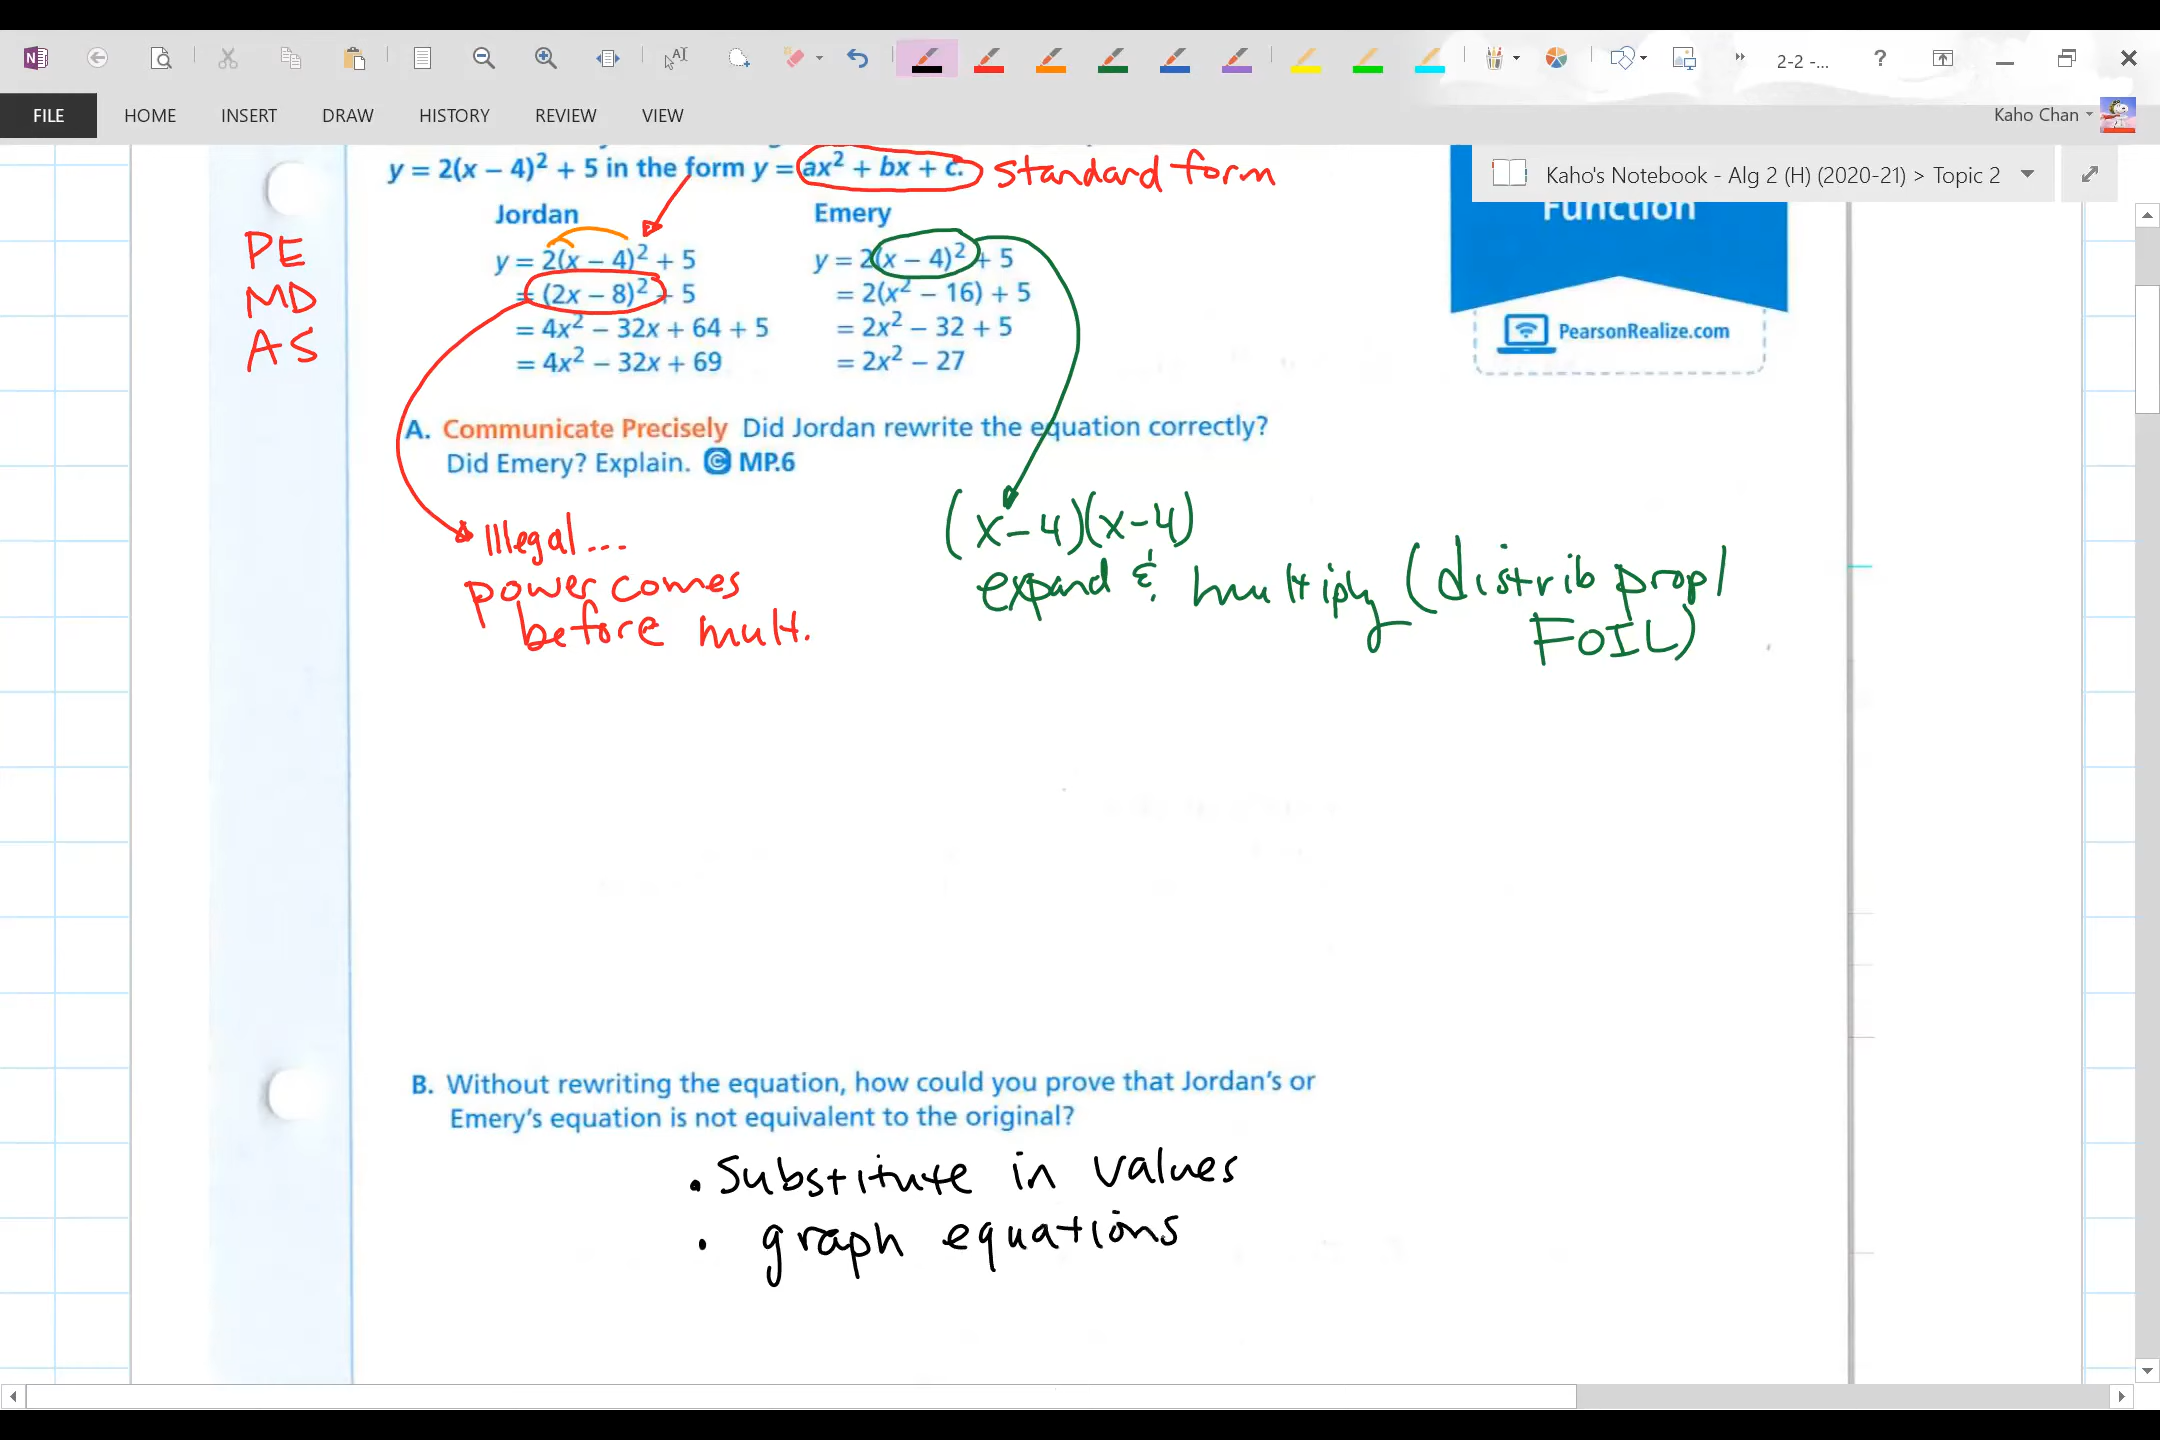 2-2 -...
FILE HOME INSERT DRAW HISTORY REVIEW VIEW
Kaho Chan
Kaho's Notebook - Alg 2 (H) (2020-21) > Topic 2
y = 2(x – 4)² + 5 in the form y = ax² + bx + c. standard form
Function
PearsonRealize.com
PE
MD
AS
Jordan
y = 2(x – 4)² + 5
= (2x – 8)² + 5
= 4x² – 32x + 64 + 5
= 4x² – 32x + 69
Emery
y = 2(x – 4)² + 5
= 2(x² – 16) + 5
= 2x² – 32 + 5
= 2x² – 27
A. Communicate Precisely Did Jordan rewrite the equation correctly?
Did Emery? Explain. © MP.6
Illegal...
power comes
before mult.
(x-4)(x-4)
expand & multiply (distrib prop/
FOIL)
B. Without rewriting the equation, how could you prove that Jordan's or
Emery's equation is not equivalent to the original?
• Substitute in values
• graph equations